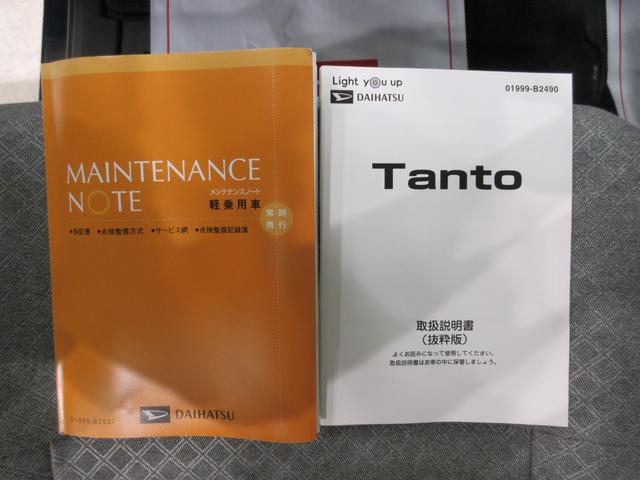 MAINTENANCE
NOTE
メンテナンスノート
軽乗用車
常時
携行
●保証書 ●点検整備方式 ●サービス網 ●点検整備記録簿
01999-B2637
DAIHATSU
Light you up
DAIHATSU
01999-B2490
Tanto
取扱説明書
（抜粋版）
よくお読みになって使用してください。
取扱説明書はお車の中に保管しましょう。